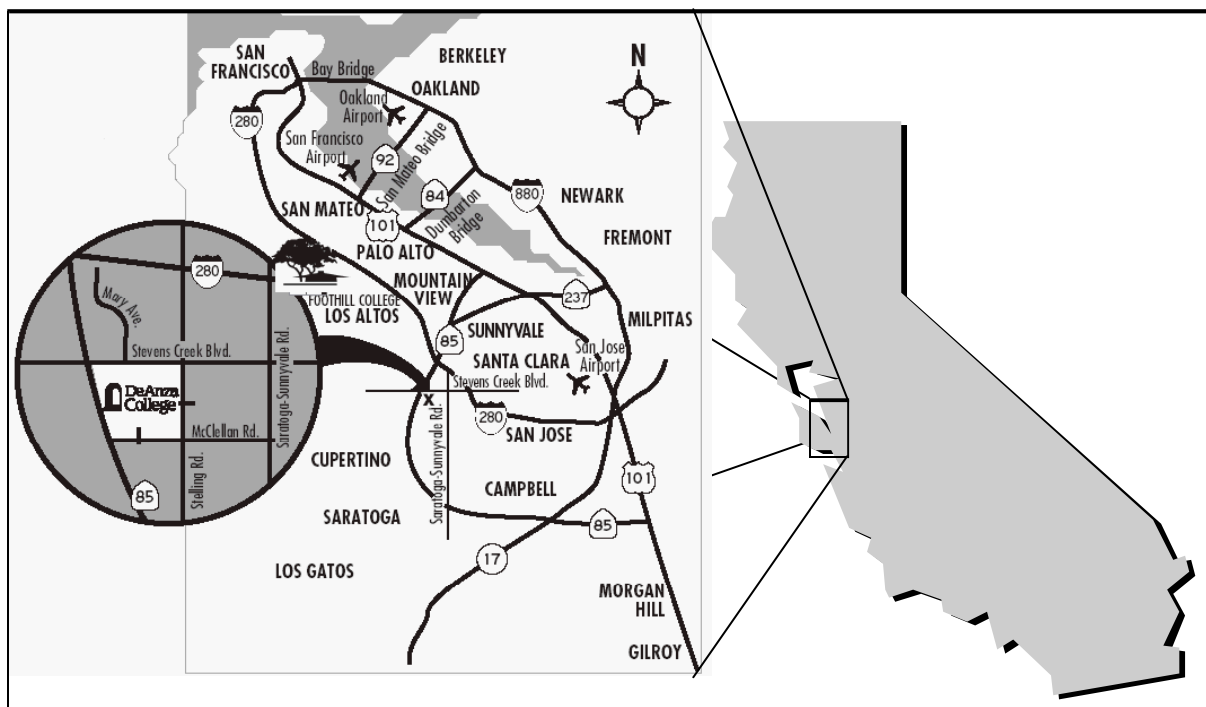 SAN
FRANCISCO
Bay Bridge
BERKELEY
OAKLAND
N
Oakland
Airport
280
San Francisco
Airport
92
San Mateo Bridge
84
880
NEWARK
SAN MATEO
101
Dumbarton
Bridge
FREMONT
PALO ALTO
MOUNTAIN
VIEW
237
FOOTHILL COLLEGE
LOS ALTOS
MILPITAS
85
SUNNYVALE
SANTA CLARA
San Jose
Airport
Stevens Creek Blvd.
X
280
SAN JOSE
Saratoga-Sunnyvale Rd.
CUPERTINO
101
CAMPBELL
SARATOGA
85
17
LOS GATOS
MORGAN
HILL
GILROY
280
Mary Ave.
Stevens Creek Blvd.
Saratoga-Sunnyvale Rd.
DeAnza
College
McClellan Rd.
Stelling Rd.
85